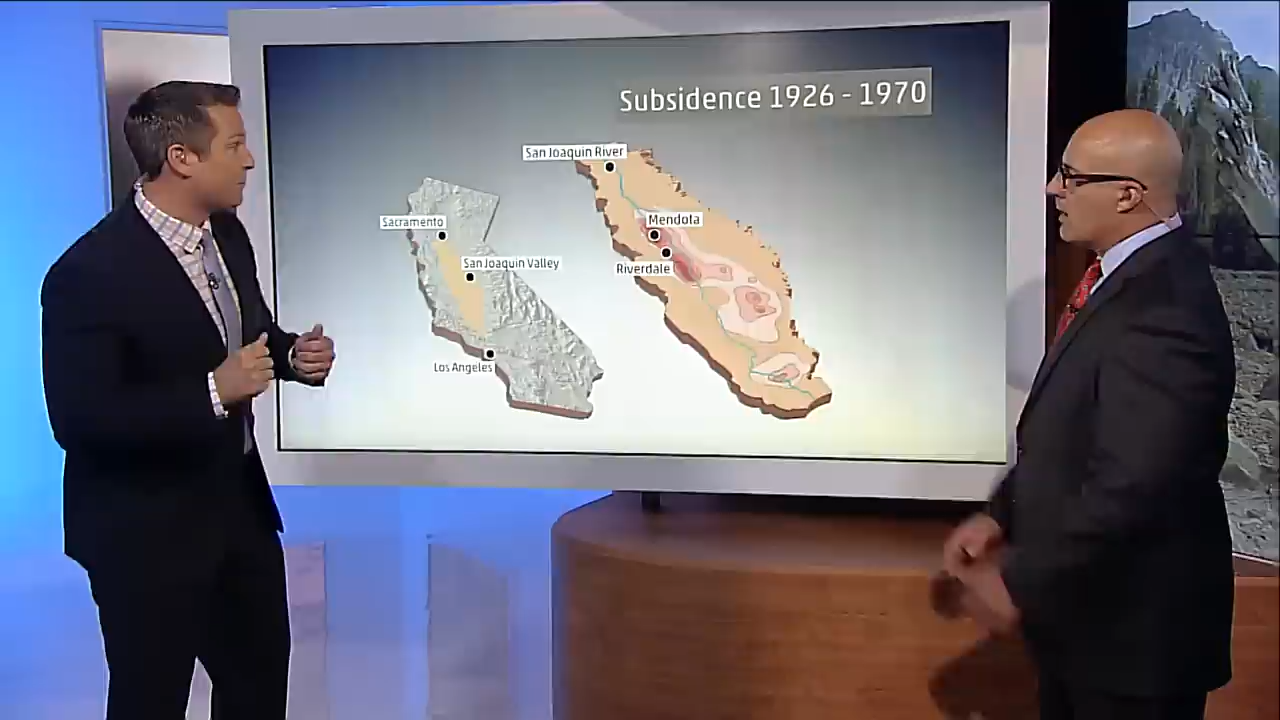 Subsidence 1926 - 1970
San Joaquin River
Sacramento
Mendota
San Joaquin Valley
Riverdale
Los Angeles